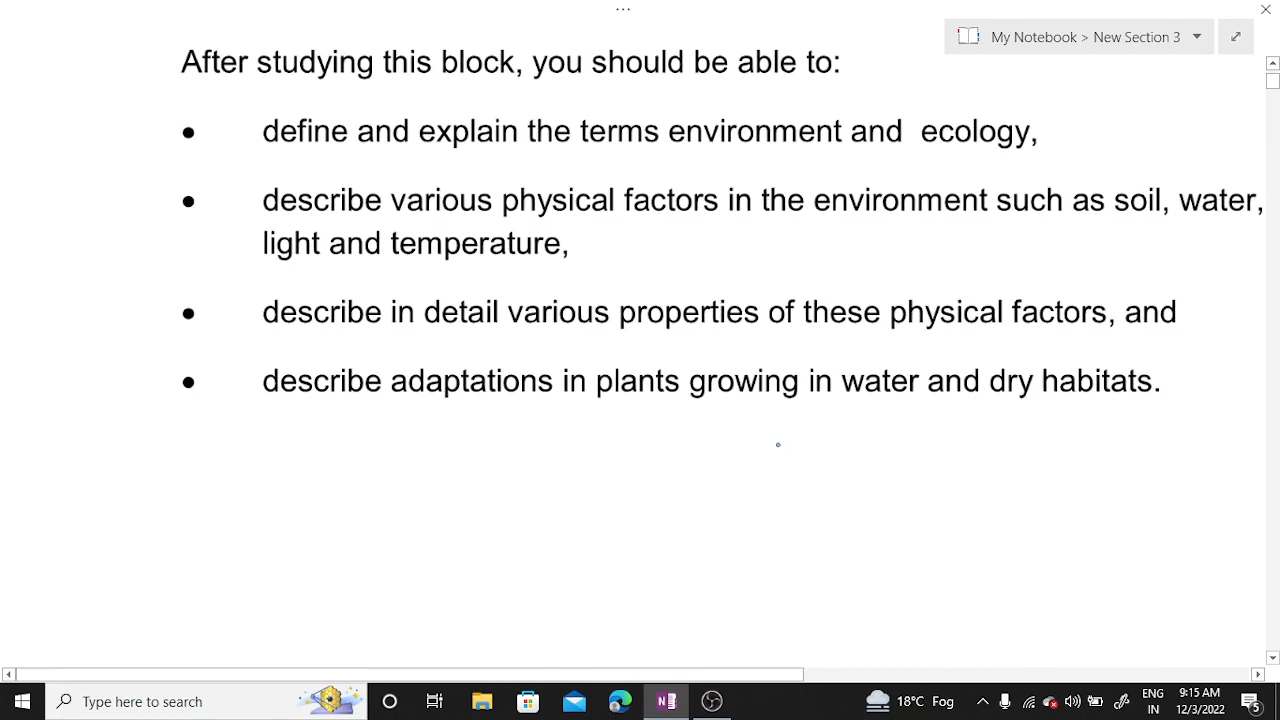 ...
My Notebook > New Section 3
After studying this block, you should be able to:
• define and explain the terms environment and ecology,
• describe various physical factors in the environment such as soil, water,
light and temperature,
• describe in detail various properties of these physical factors, and
• describe adaptations in plants growing in water and dry habitats.
Type here to search
N
18°C Fog
ENG
IN
9:15 AM
12/3/2022
5